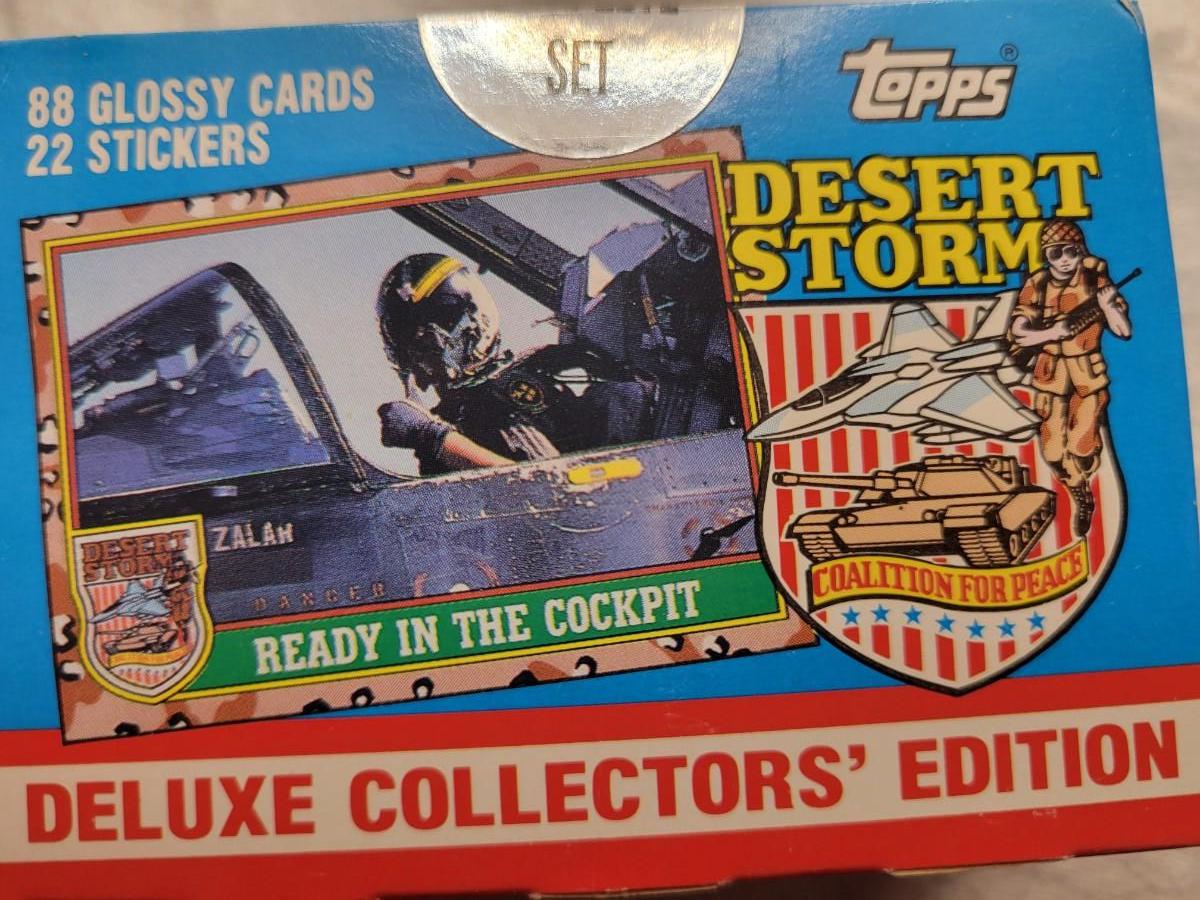 SET
88 GLOSSY CARDS
22 STICKERS
TOPPS®
DESERT
STORM
COALITION FOR PEACE
ZALAH
DANGER
DESERT
STORM
READY IN THE COCKPIT
DELUXE COLLECTORS' EDITION